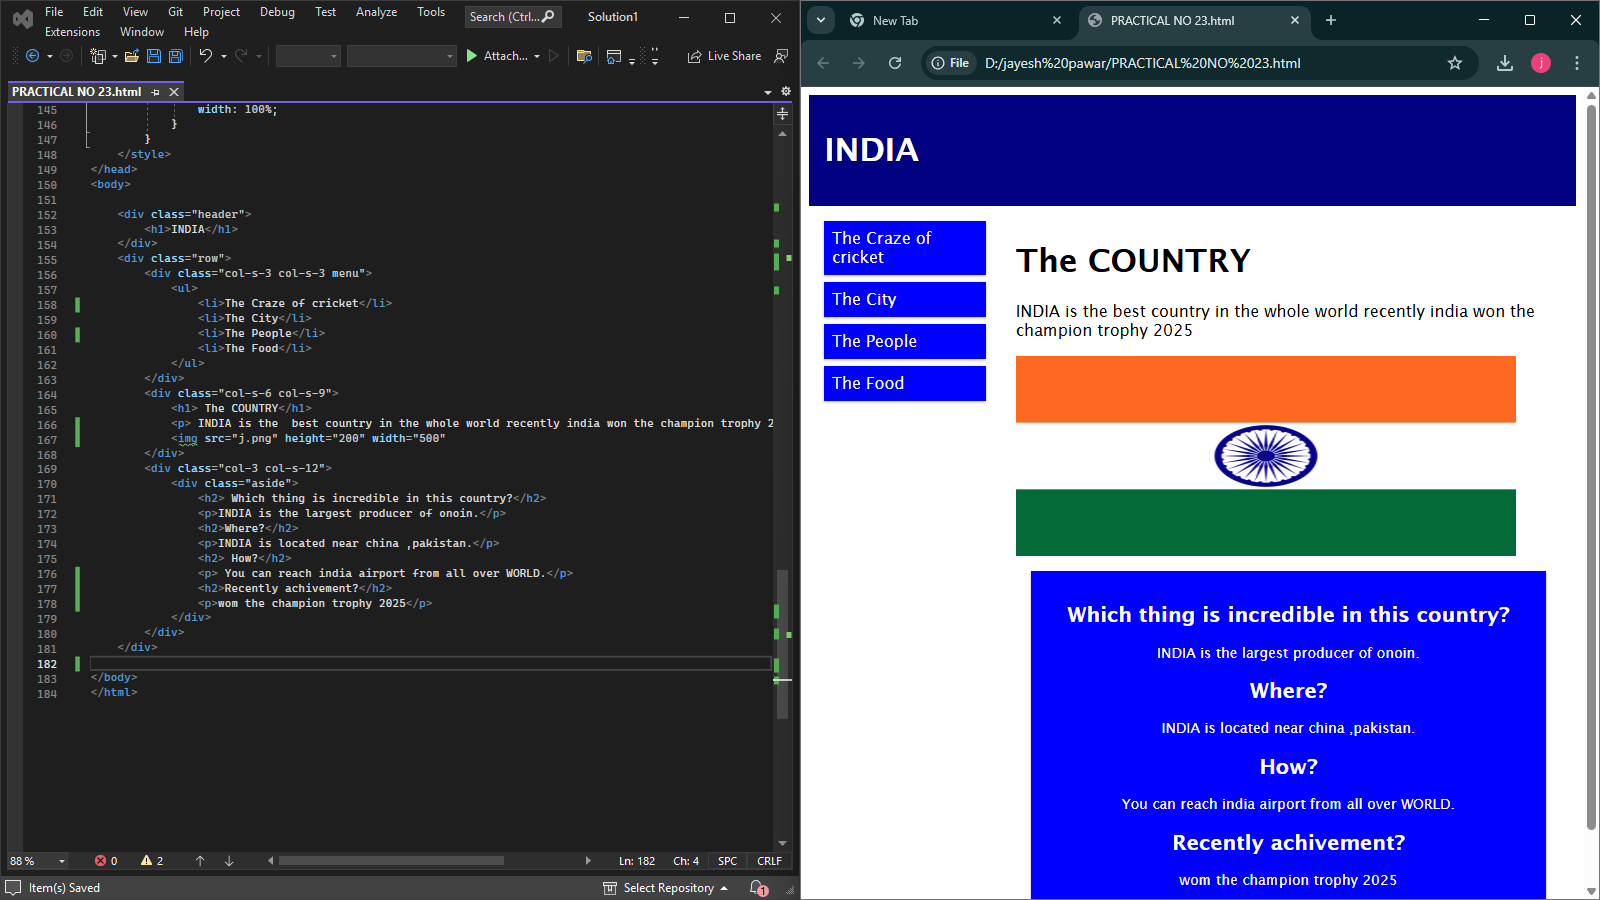 File Edit View Git Project Debug Test Analyze Tools Search (Ctrl... Solution1
Extensions Window Help
Attach... Live Share
PRACTICAL NO 23.html
145 width: 100%;
146 }
147 }
148 </style>
149 </head>
150 <body>
151
152 <div class="header">
153 <h1>INDIA</h1>
154 </div>
155 <div class="row">
156 <div class="col-s-3 col-s-3 menu">
157 <ul>
158 <li>The Craze of cricket</li>
159 <li>The City</li>
160 <li>The People</li>
161 <li>The Food</li>
162 </ul>
163 </div>
164 <div class="col-s-6 col-s-9">
165 <h1> The COUNTRY</h1>
166 <p> INDIA is the  best country in the whole world recently india won the champion trophy 2
167 <img src="j.png" height="200" width="500"
168 </div>
169 <div class="col-3 col-s-12">
170 <div class="aside">
171 <h2> Which thing is incredible in this country?</h2>
172 <p>INDIA is the largest producer of onoin.</p>
173 <h2>Where?</h2>
174 <p>INDIA is located near china ,pakistan.</p>
175 <h2> How?</h2>
176 <p> You can reach india airport from all over WORLD.</p>
177 <h2>Recently achivement?</h2>
178 <p>wom the champion trophy 2025</p>
179 </div>
180 </div>
181 </div>
182
183 </body>
184 </html>
88 % 0 2 Ln: 182 Ch: 4 SPC CRLF
Item(s) Saved Select Repository 1
New Tab PRACTICAL NO 23.html
File D:/jayesh%20pawar/PRACTICAL%20NO%2023.html j
INDIA
The Craze of
cricket
The City
The People
The Food
The COUNTRY
INDIA is the best country in the whole world recently india won the
champion trophy 2025
Which thing is incredible in this country?
INDIA is the largest producer of onoin.
Where?
INDIA is located near china ,pakistan.
How?
You can reach india airport from all over WORLD.
Recently achivement?
wom the champion trophy 2025